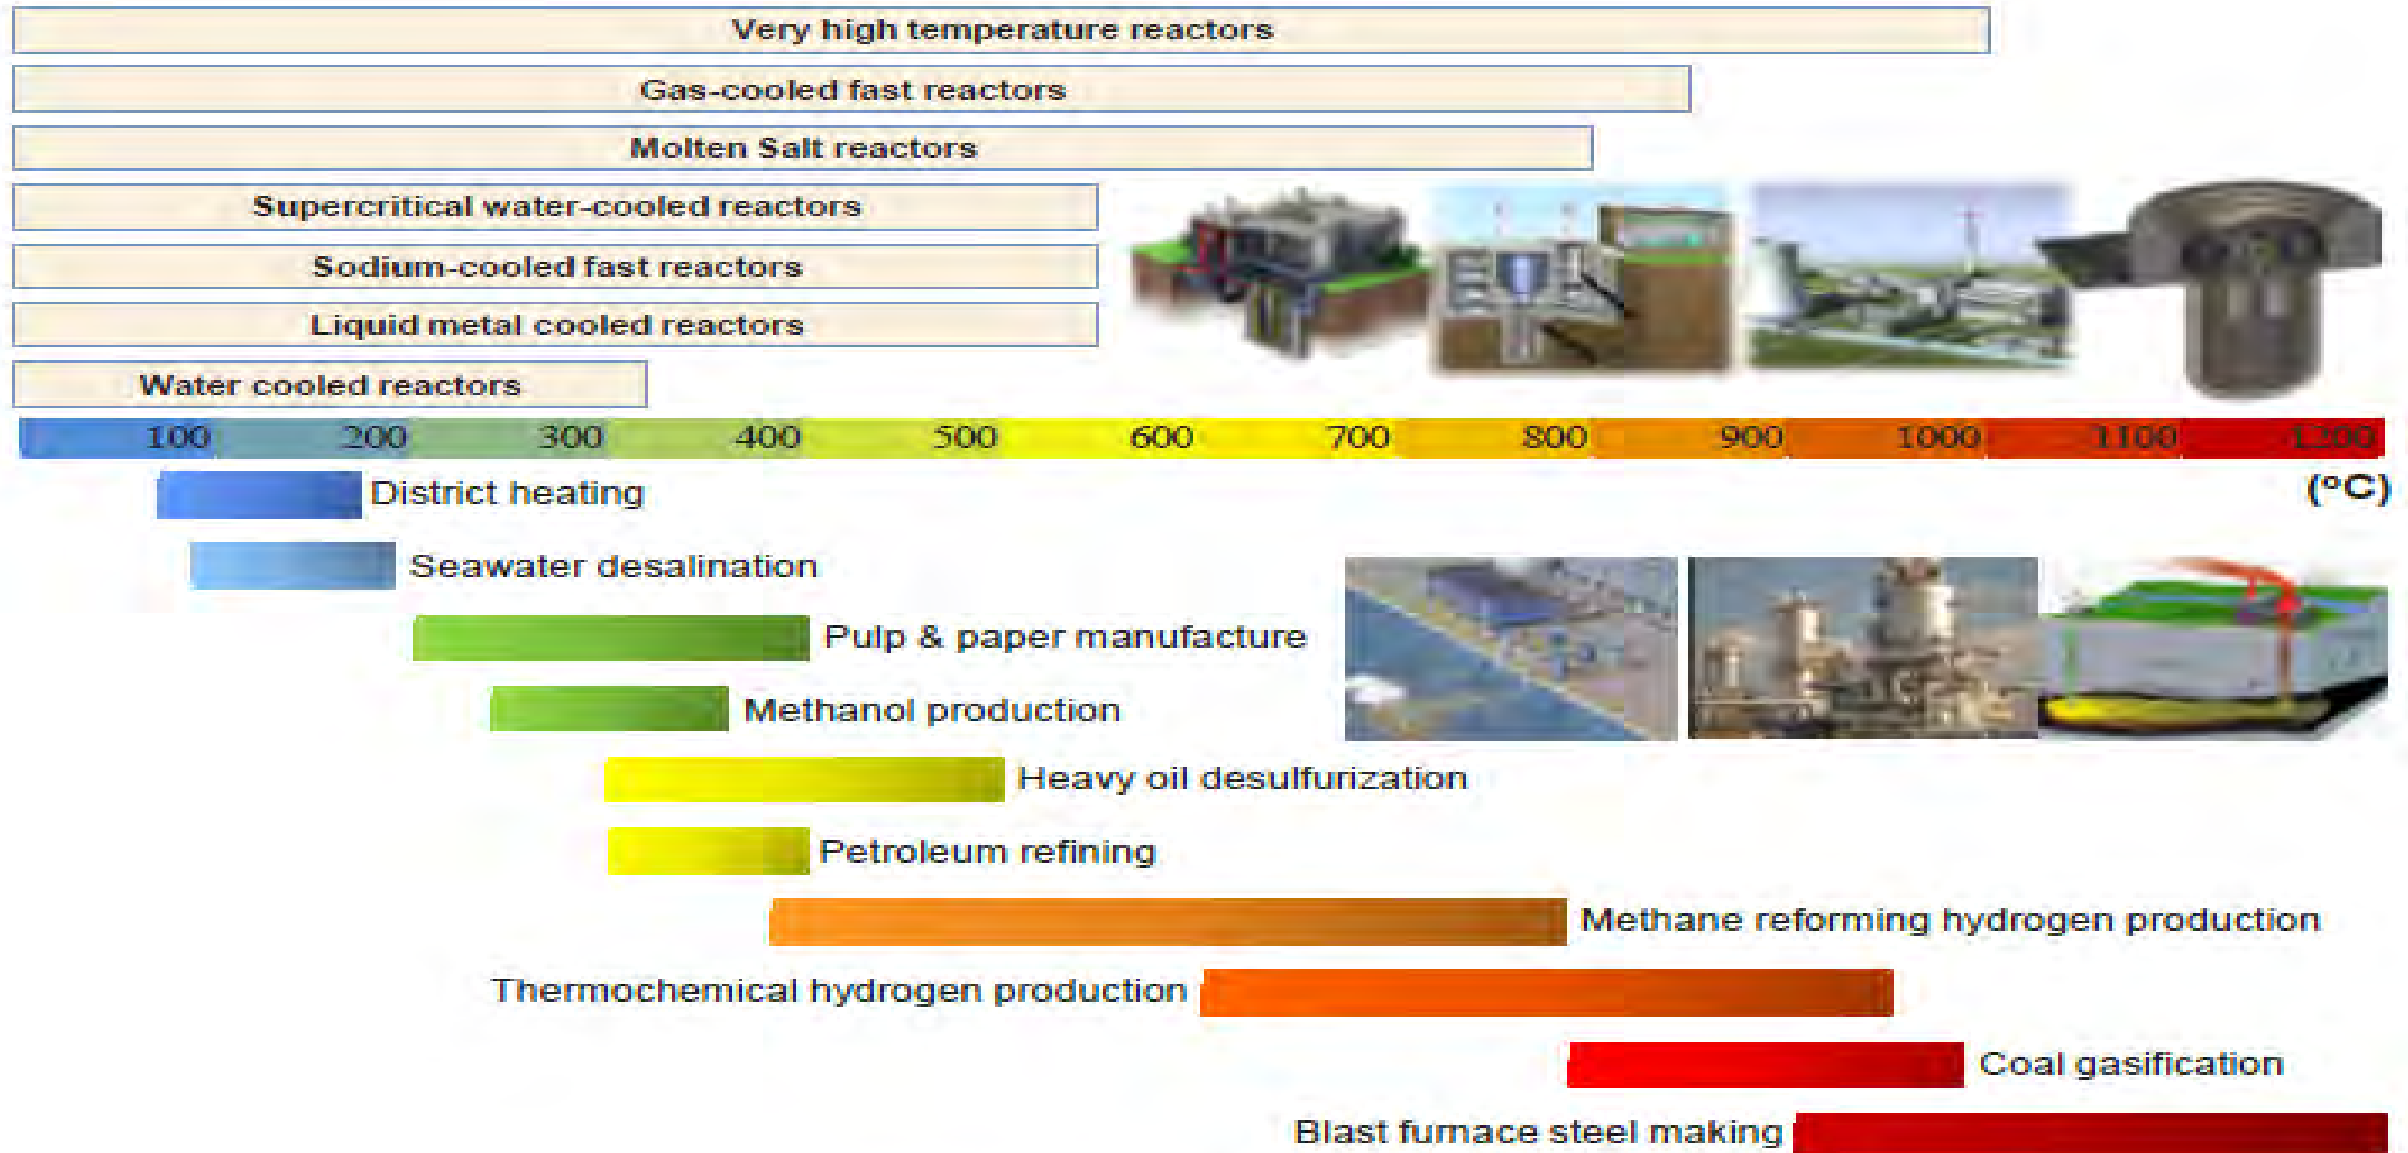 Very high temperature reactors
Gas-cooled fast reactors
Molten Salt reactors
Supercritical water-cooled reactors
Sodium-cooled fast reactors
Liquid metal cooled reactors
Water cooled reactors
100 200 300 400 500 600 700 800 900 1000 1100 1200
(°C)
District heating
Seawater desalination
Pulp & paper manufacture
Methanol production
Heavy oil desulfurization
Petroleum refining
Methane reforming hydrogen production
Thermochemical hydrogen production
Coal gasification
Blast furnace steel making